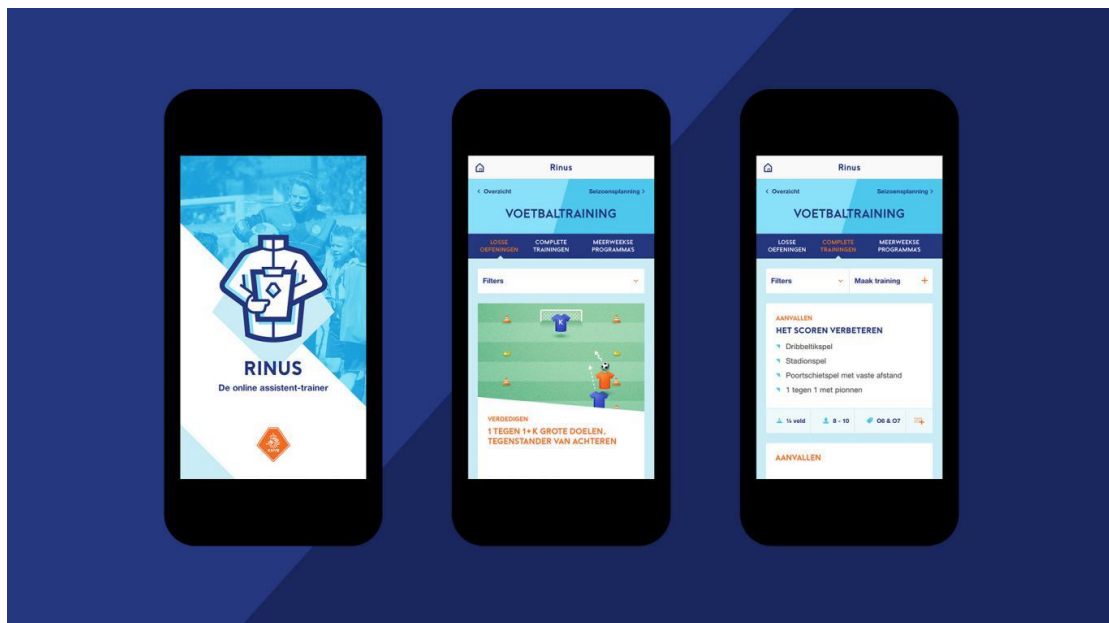 RINUS
De online assistent-trainer
KNVB
Rinus
< Overzicht
Seizoensplanning >
VOETBALTRAINING
LOSSE OEFENINGEN
COMPLETE TRAININGEN
MEERWEEKSE PROGRAMMA'S
Filters
K
VERDEDIGEN
1 TEGEN 1 + K GROTE DOELEN,
TEGENSTANDER VAN ACHTEREN
Rinus
< Overzicht
Seizoensplanning >
VOETBALTRAINING
LOSSE OEFENINGEN
COMPLETE TRAININGEN
MEERWEEKSE PROGRAMMA'S
Filters
Maak training +
AANVALLEN
HET SCOREN VERBETEREN
Dribbeltikspel
Stadionspel
Poortschietspel met vaste afstand
1 tegen 1 met pionnen
½ veld
8 - 10
O6 & O7
AANVALLEN